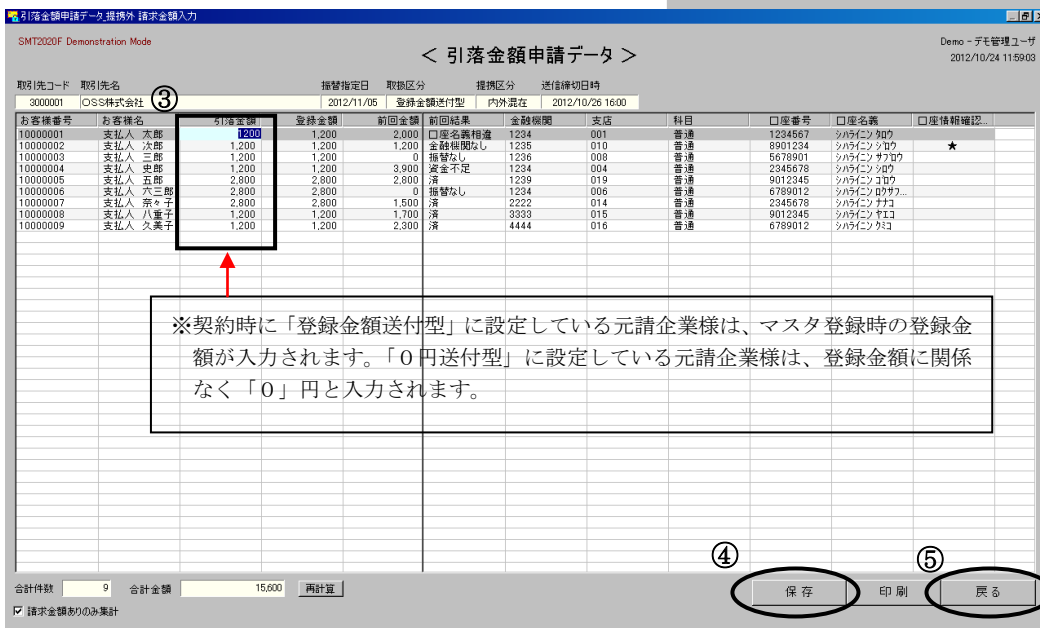 引落金額申請データ_提携外 請求金額入力
SMT2020F Demonstration Mode
< 引落金額申請データ >
Demo - デモ管理ユーザ
2012/10/24 11:59:03
取引先コード 取引先名 振替指定日 取扱区分 提携区分 送信締切日時
3000001 OSS株式会社 ③ 2012/11/05 登録金額送付型 内外混在 2012/10/26 16:00
お客様番号 お客様名 引落金額 登録金額 前回金額 前回結果 金融機関 支店 科目 口座番号 口座名義 口座情報確認...
10000001 支払人 太郎 1200 1,200 2,000 口座名義相違 1234 001 普通 1234567 シハライニン タロウ
10000002 支払人 次郎 1,200 1,200 1,200 金融機関なし 1235 010 普通 8901234 シハライニン ジロウ ★
10000003 支払人 三郎 1,200 1,200 0 振替なし 1236 008 普通 5678901 シハライニン サブロウ
10000004 支払人 史郎 1,200 1,200 3,900 資金不足 1234 004 普通 2345678 シハライニン シロウ
10000005 支払人 五郎 2,800 2,800 2,800 済 1239 019 普通 9012345 シハライニン ゴロウ
10000006 支払人 六三郎 2,800 2,800 0 振替なし 1234 006 普通 6789012 シハライニン ロクサブ...
10000007 支払人 奈々子 2,800 2,800 1,500 済 2222 014 普通 2345678 シハライニン ナナコ
10000008 支払人 八重子 1,200 1,200 1,700 済 3333 015 普通 9012345 シハライニン ヤエコ
10000009 支払人 久美子 1,200 1,200 2,300 済 4444 016 普通 6789012 シハライニン クミコ
※契約時に「登録金額送付型」に設定している元請企業様は、マスタ登録時の登録金
額が入力されます。「０円送付型」に設定している元請企業様は、登録金額に関係
なく「０」円と入力されます。
④ ⑤
合計件数 9 合計金額 15,600 再計算 保存 印刷 戻る
請求金額ありのみ集計